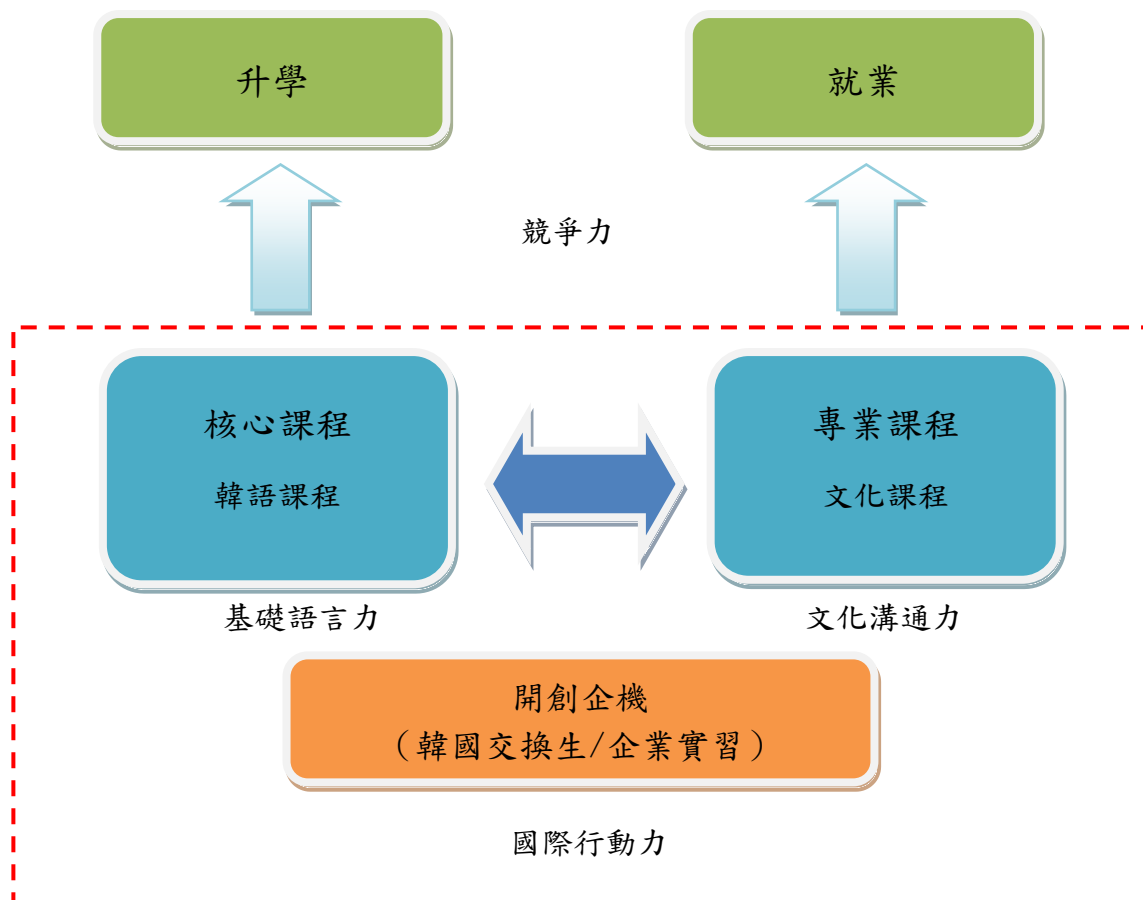 升學
就業
競爭力
核心課程
韓語課程
專業課程
文化課程
基礎語言力
文化溝通力
開創企機
（韓國交換生/企業實習）
國際行動力